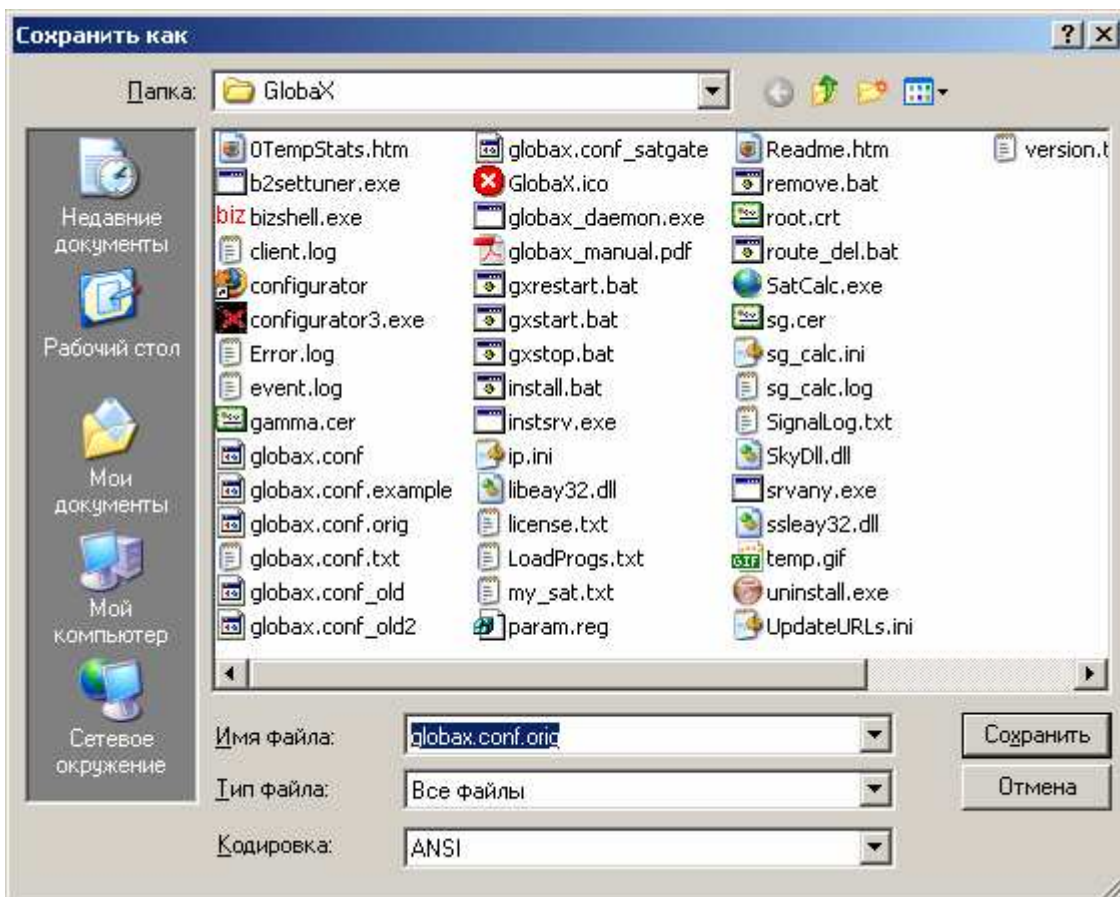 Сохранить как
Папка: GlobaX
Недавние документы
Рабочий стол
Мои документы
Мой компьютер
Сетевое окружение
0TempStats.htm
b2settuner.exe
biz bizshell.exe
client.log
configurator
configurator3.exe
Error.log
event.log
gamma.cer
globax.conf
globax.conf.example
globax.conf.orig
globax.conf.txt
globax.conf_old
globax.conf_old2
globax.conf_satgate
GlobaX.ico
globax_daemon.exe
globax_manual.pdf
gxrestart.bat
gxstart.bat
gxstop.bat
install.bat
instsrv.exe
ip.ini
libeay32.dll
license.txt
LoadProgs.txt
my_sat.txt
param.reg
Readme.htm
remove.bat
root.crt
route_del.bat
SatCalc.exe
sg.cer
sg_calc.ini
sg_calc.log
SignalLog.txt
SkyDll.dll
srvany.exe
ssleay32.dll
GIF temp.gif
uninstall.exe
UpdateURLs.ini
version.t
Имя файла: globax.conf.orig
Сохранить
Тип файла: Все файлы
Отмена
Кодировка: ANSI